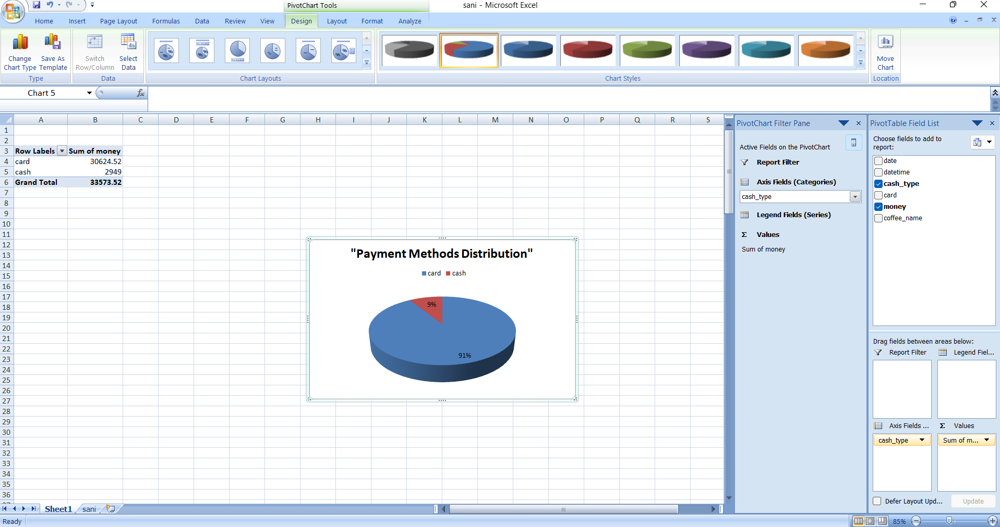 PivotChart Tools
sani - Microsoft Excel
Home Insert Page Layout Formulas Data Review View Design Layout Format Analyze
Change Chart Type
Save As Template
Switch Row/Column
Select Data
Move Chart
Type Data Chart Layouts Chart Styles Location
Chart 5 fx
A B C D E F G H I J K L M N O P Q R S
1
2
3 Row Labels Sum of money
4 card 30624.52
5 cash 2949
6 Grand Total 33573.52
7
8
9
10
11
12
13
14
15
16
17
18
19
20
21
22
23
24
25
26
27
28
29
30
31
32
33
34
35
36
"Payment Methods Distribution"
card cash
9%
91%
PivotChart Filter Pane
Active Fields on the PivotChart
Report Filter
Axis Fields (Categories)
cash_type
Legend Fields (Series)
Σ Values
Sum of money
PivotTable Field List
Choose fields to add to
report:
date
datetime
cash_type
card
money
coffee_name
Drag fields between areas below:
Report Filter Legend Fiel...
Axis Fields ... Σ Values
cash_type Sum of m...
Defer Layout Upd... Update
Sheet1 sani
Ready 85%